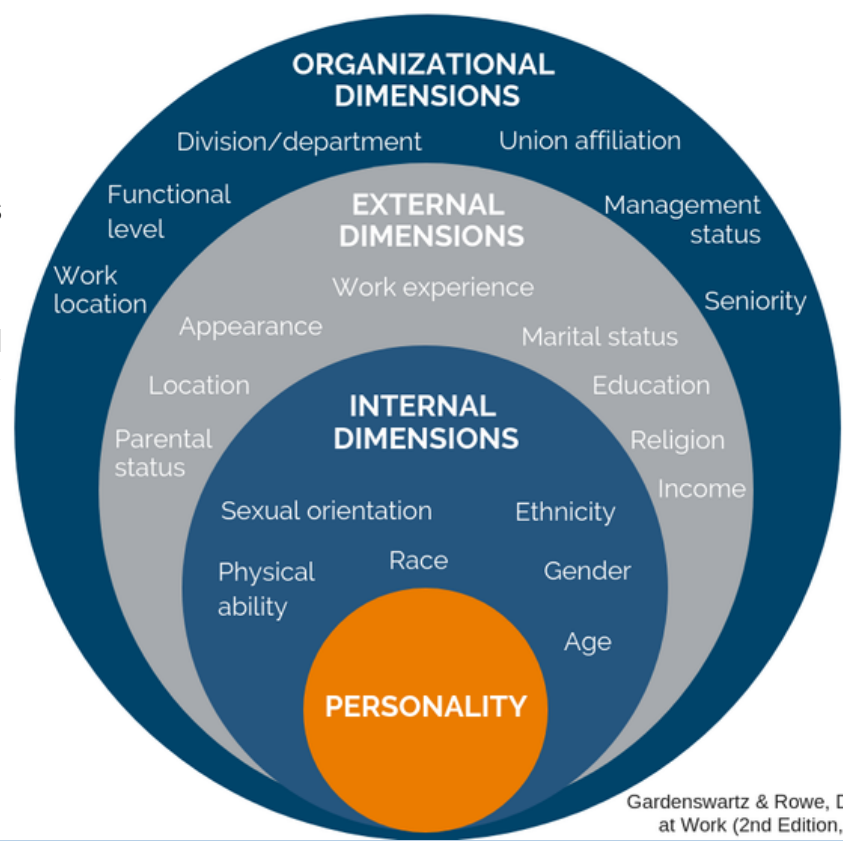 ORGANIZATIONAL
DIMENSIONS
Division/department
Union affiliation
Functional
level
Management
status
Work
location
Seniority
EXTERNAL
DIMENSIONS
Work experience
Appearance
Marital status
Location
Education
Parental
status
Religion
Income
INTERNAL
DIMENSIONS
Sexual orientation
Ethnicity
Race
Physical
ability
Gender
Age
PERSONALITY
Gardenswartz & Rowe, D
at Work (2nd Edition,